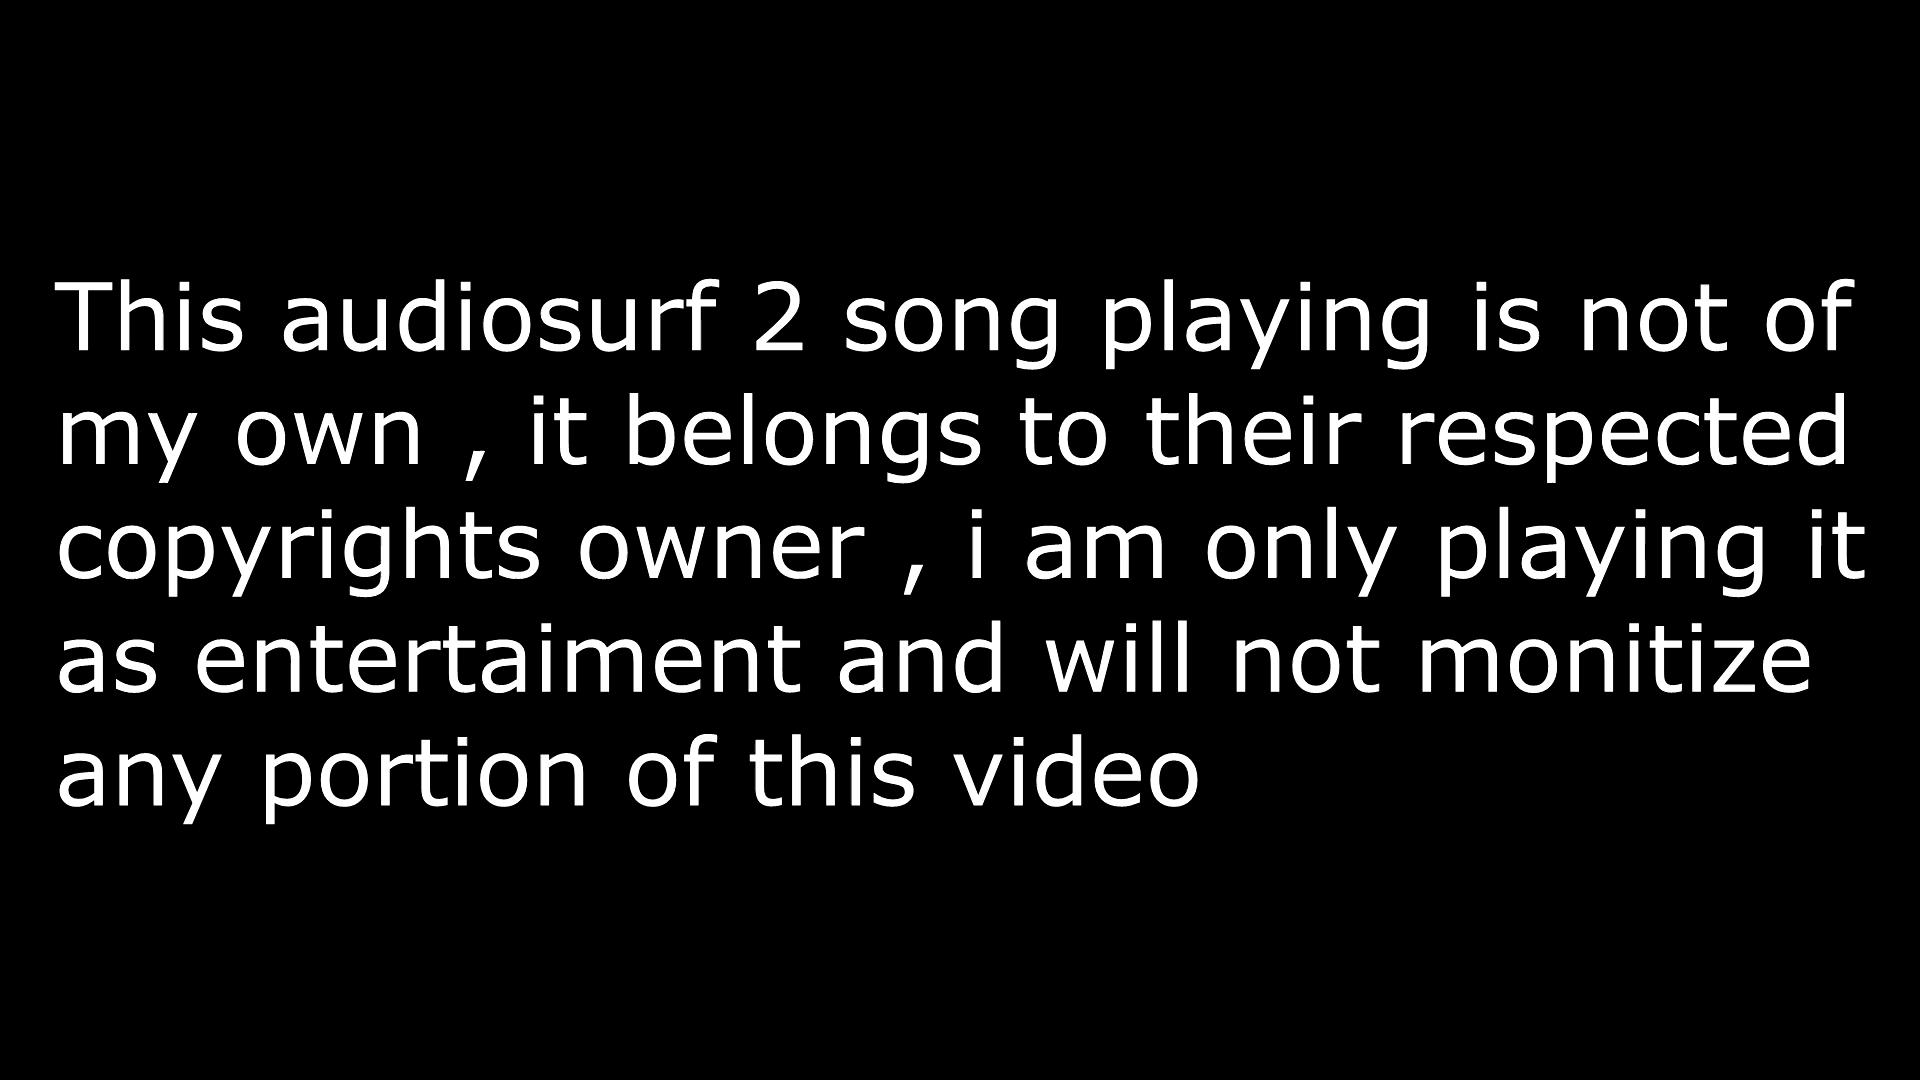 This audiosurf 2 song playing is not of
my own , it belongs to their respected
copyrights owner , i am only playing it
as entertaiment and will not monitize
any portion of this video